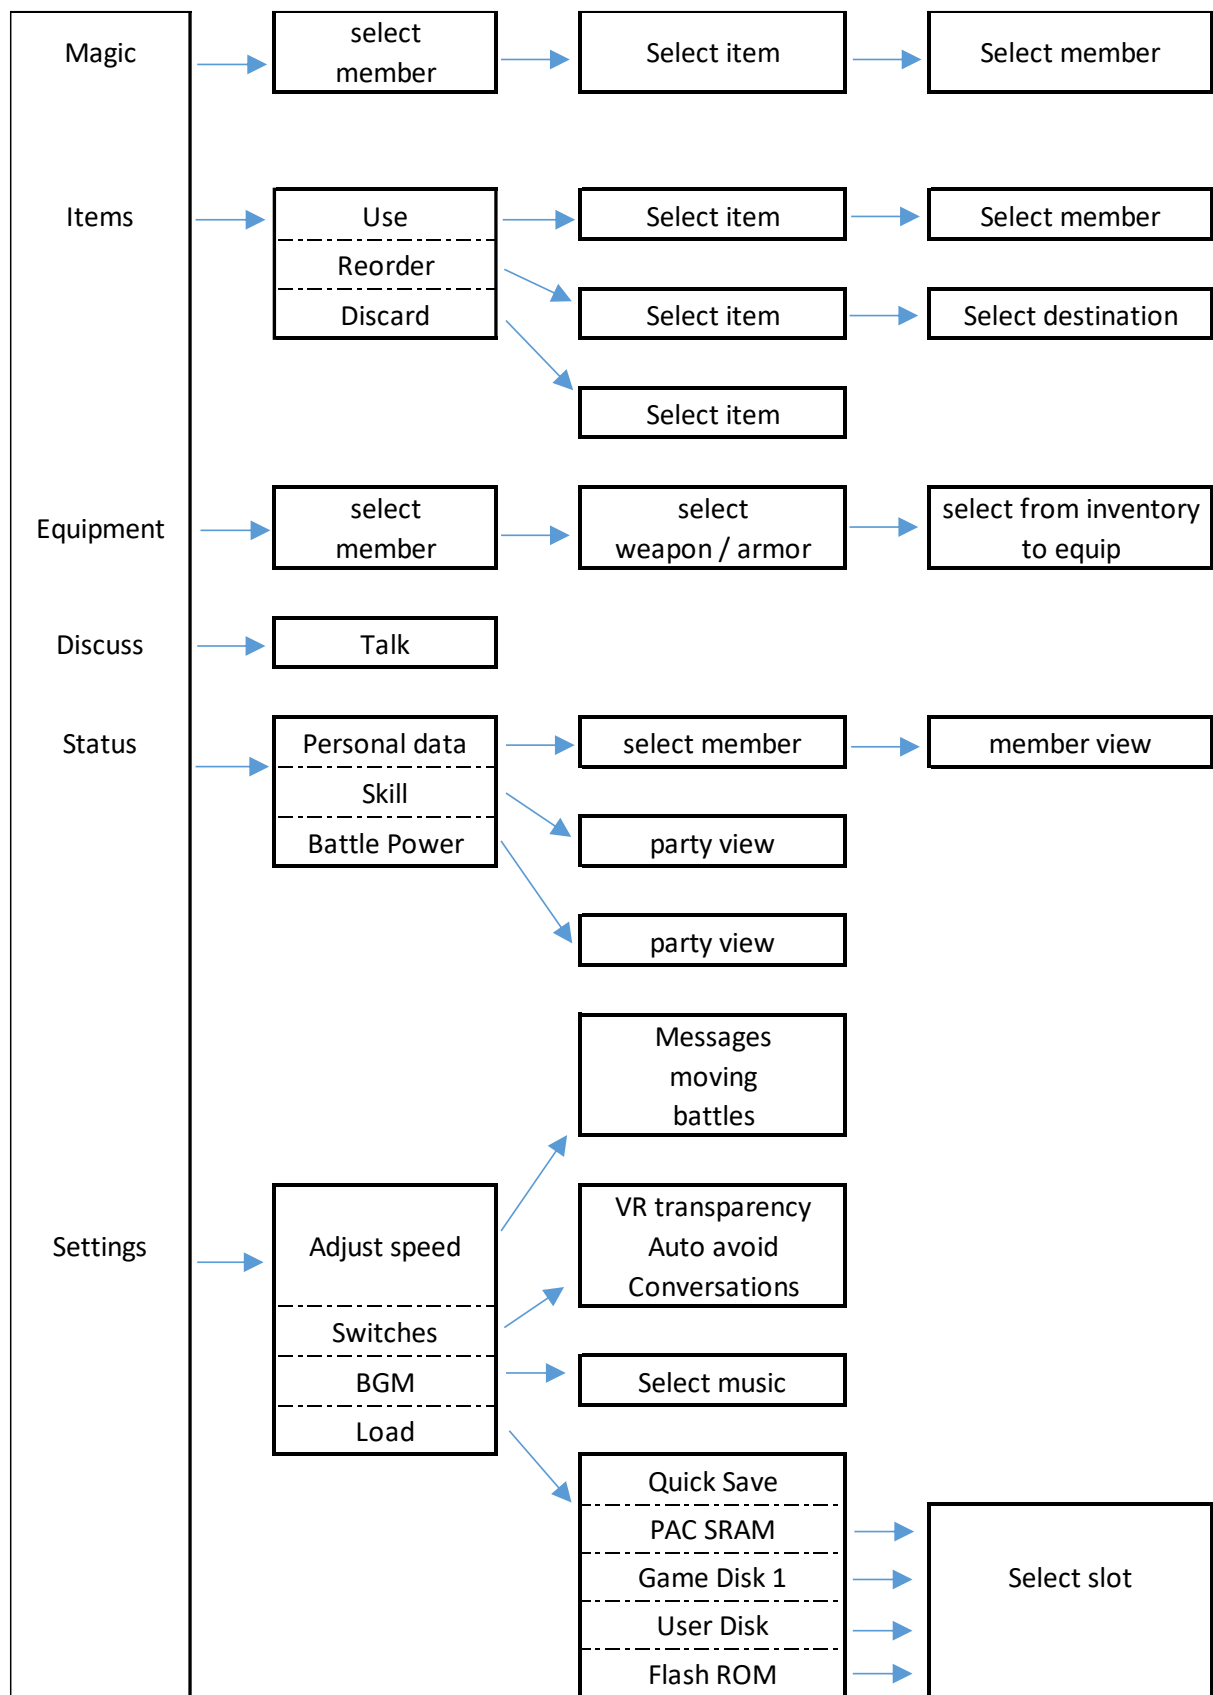 Magic
select
member
Select item
Select member
Items
Use
Select item
Select member
Reorder
Discard
Select item
Select destination
Select item
Equipment
select
member
select
weapon / armor
select from inventory
to equip
Discuss
Talk
Status
Personal data
select member
member view
Skill
Battle Power
party view
party view
Messages
moving
battles
Settings
Adjust speed
VR transparency
Auto avoid
Conversations
Switches
BGM
Select music
Load
Quick Save
PAC SRAM
Game Disk 1
User Disk
Flash ROM
Select slot